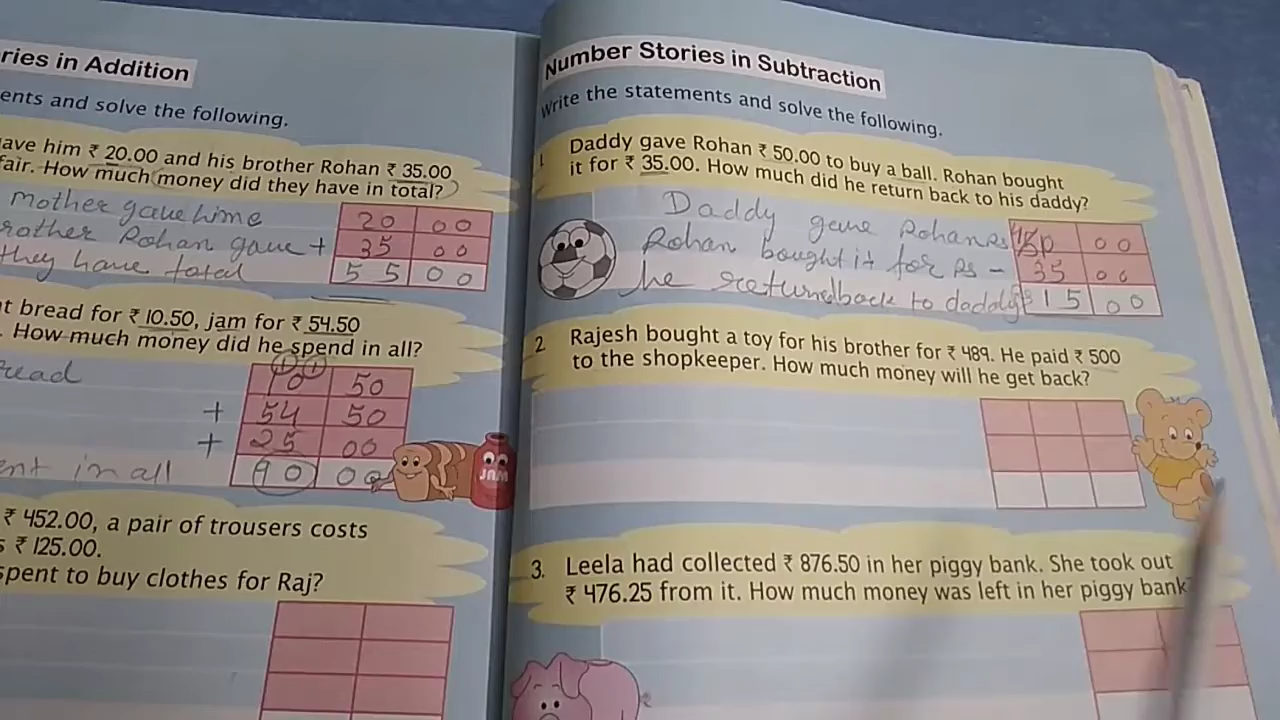 ries in Addition
ents and solve the following.
ave him ₹ 20.00 and his brother Rohan ₹ 35.00
fair. How much money did they have in total?
Mother gave hime
rother Rohan gave +
they have total
20 00
35 00
55 00
t bread for ₹ 10.50, jam for ₹ 54.50
. How much money did he spend in all?
read
1 1
10 50
+ 54 50
+ 25 00
ent in all
90 00
JAM
₹ 452.00, a pair of trousers costs
s ₹ 125.00.
spent to buy clothes for Raj?
Number Stories in Subtraction
Write the statements and solve the following.
1 Daddy gave Rohan ₹ 50.00 to buy a ball. Rohan bought
it for ₹ 35.00. How much did he return back to his daddy?
Daddy gave Rohan Rs 50 00
Rohan bought it for Rs - 35 00
he returned back to daddy 15 00
2 Rajesh bought a toy for his brother for ₹ 489. He paid ₹ 500
to the shopkeeper. How much money will he get back?
3. Leela had collected ₹ 876.50 in her piggy bank. She took out
₹ 476.25 from it. How much money was left in her piggy bank